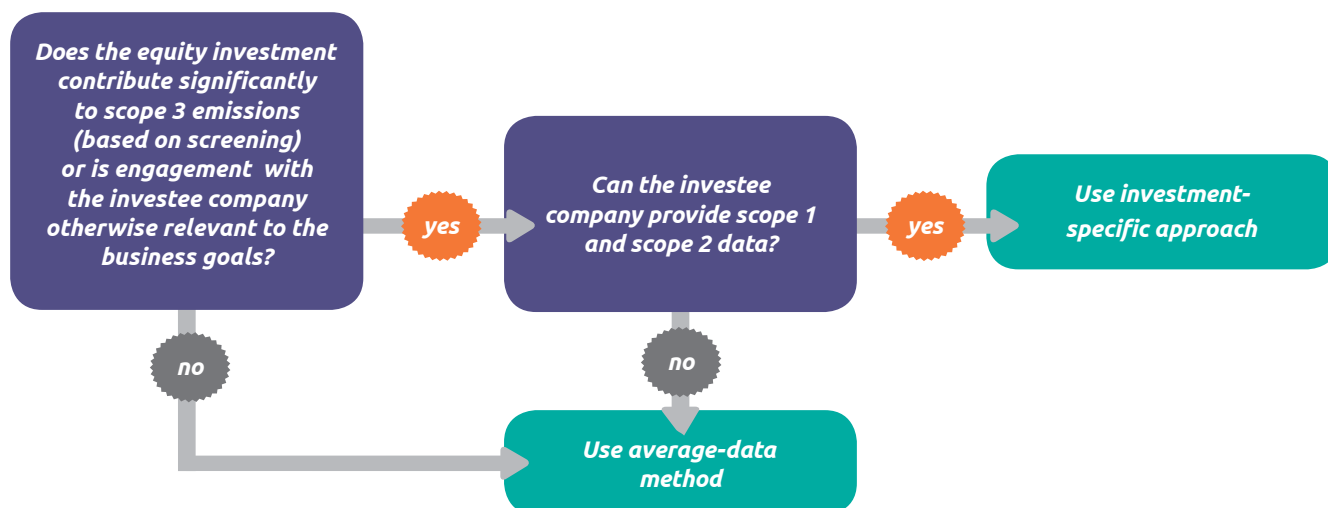 Does the equity investment
contribute significantly
to scope 3 emissions
(based on screening)
or is engagement with
the investee company
otherwise relevant to the
business goals?
yes
Can the investee
company provide scope 1
and scope 2 data?
yes
Use investment-
specific approach
no
no
Use average-data
method